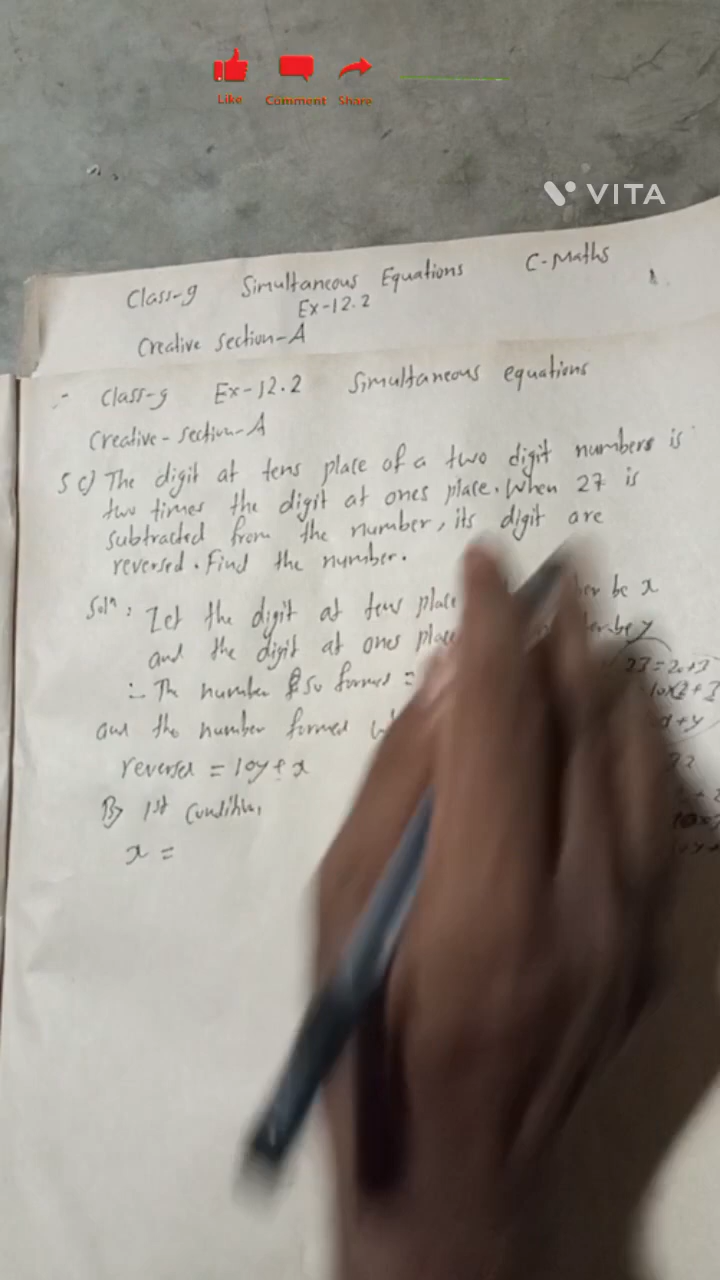 Like Comment Share
VITA
Class-9 Simultaneous Equations C-Maths
Ex-12.2
Creative section-A
Class-9 Ex-12.2 Simultaneous equations
Creative-section-A
5 c) The digit at tens place of a two digit numbers is
two times the digit at ones place. When 27 is
subtracted from the number, its digit are
reversed. Find the number.
Solⁿ: Let the digit at tens place be x
and the digit at ones place be y
∴ The number so formed =
and the number formed
reversed = 10y + x
By 1st condition,
x =